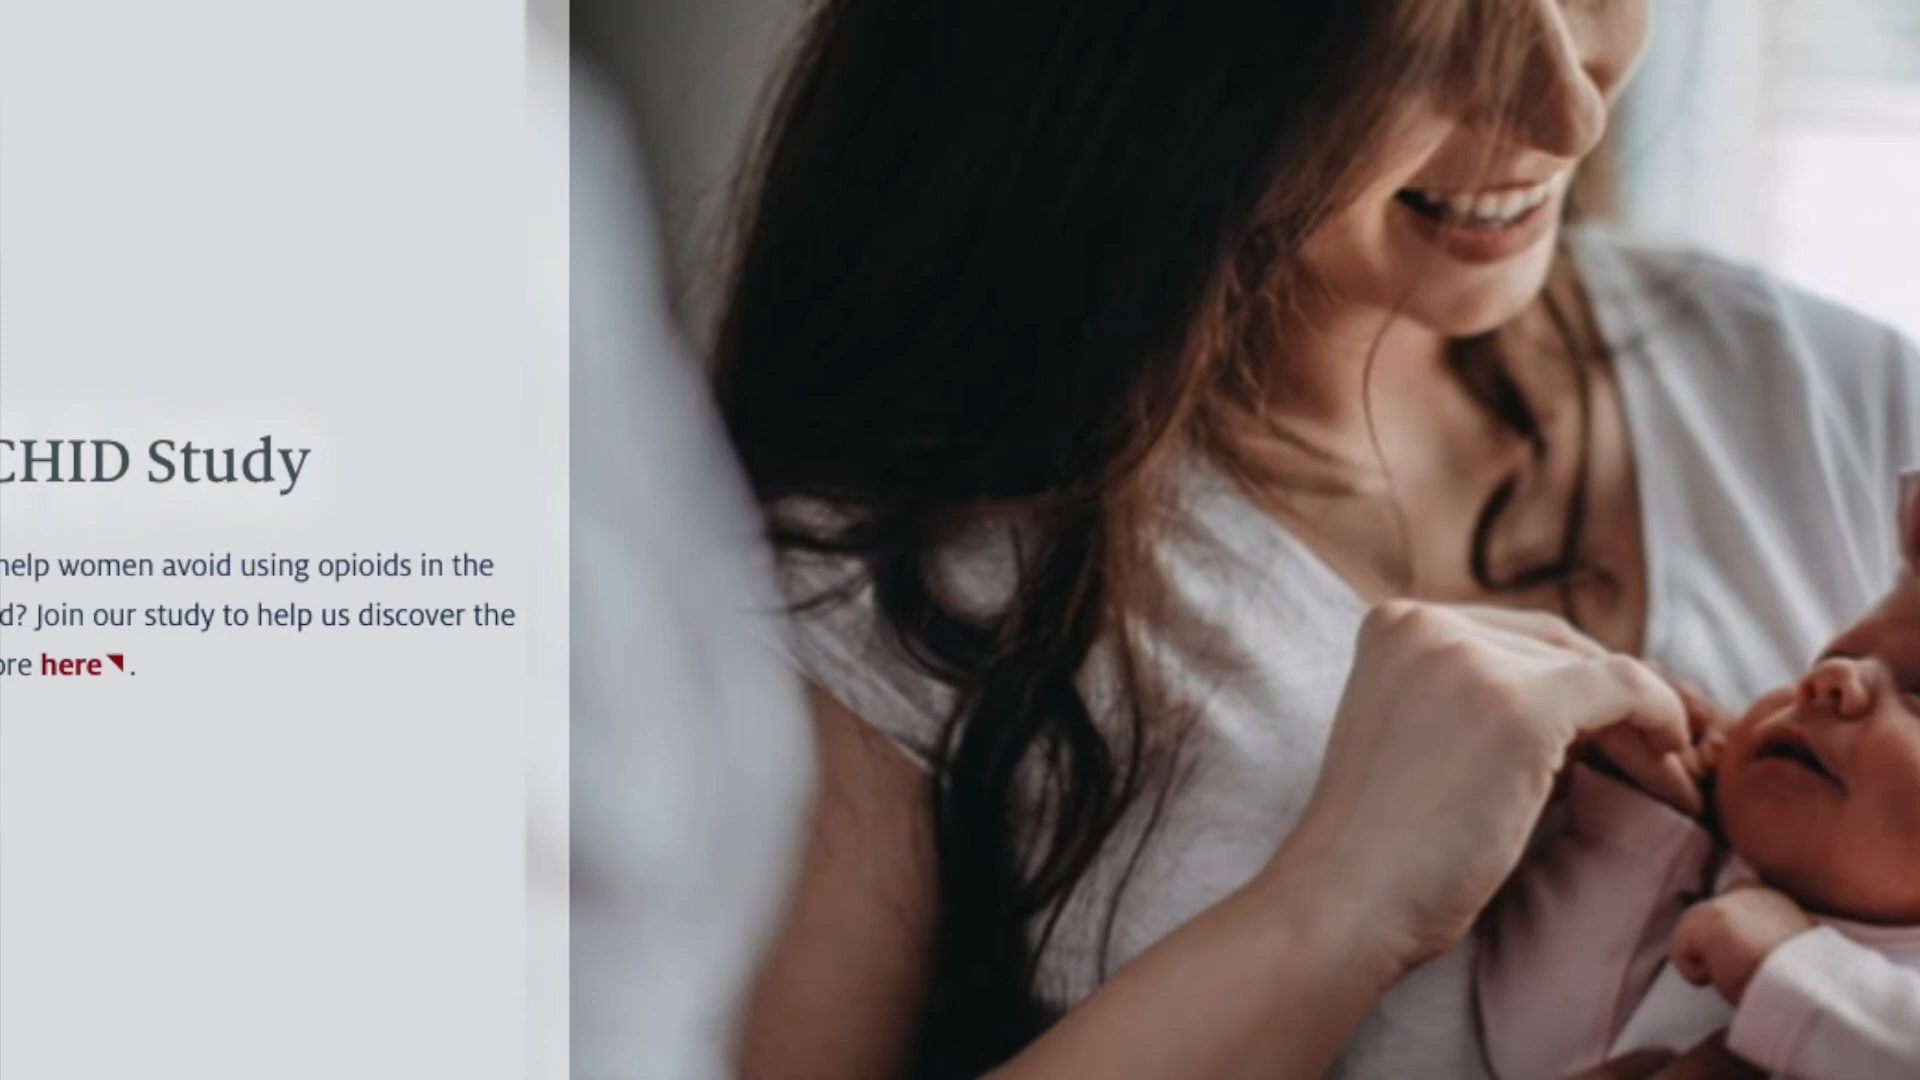 CHID Study
help women avoid using opioids in the
d? Join our study to help us discover the
ore here.